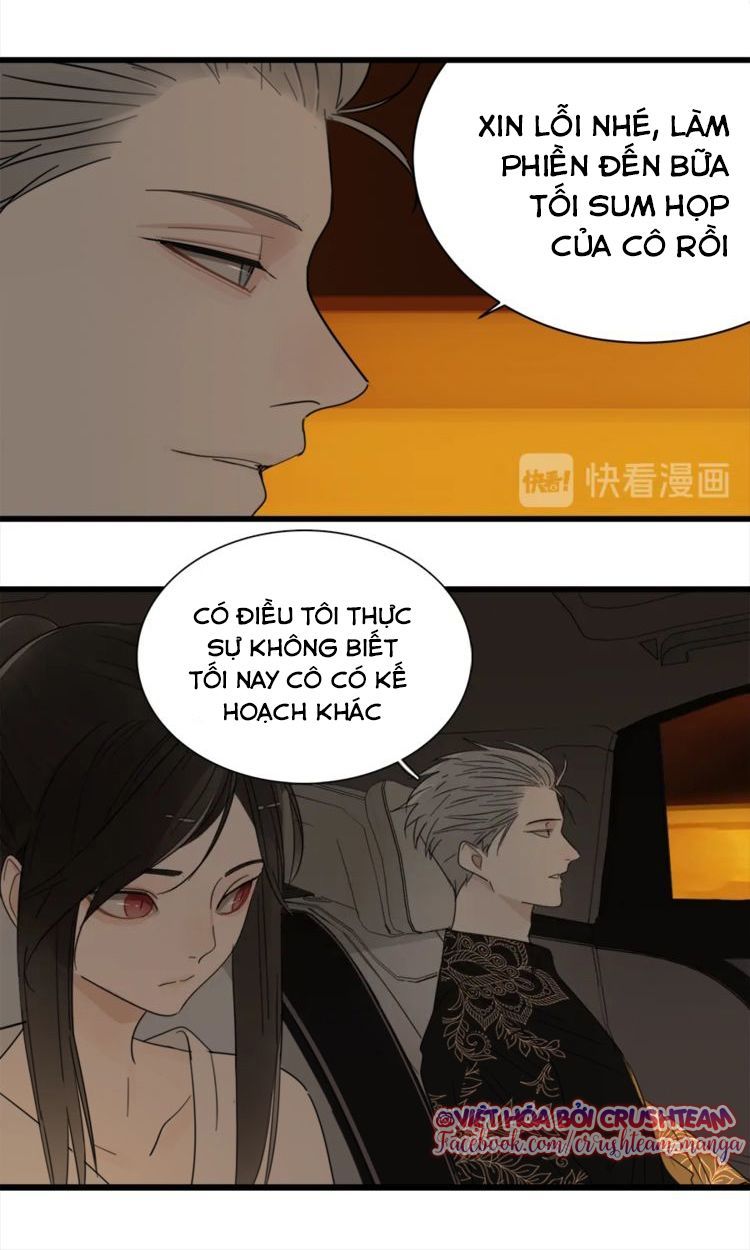 XIN LỖI NHÉ, LÀM
PHIỀN ĐẾN BỮA
TỐI SUM HỌP
CỦA CÔ RỒI
快看! 快看漫画
CÓ ĐIỀU TÔI THỰC
SỰ KHÔNG BIẾT
TỐI NAY CÔ CÓ KẾ
HOẠCH KHÁC
©VIỆT HÓA BỞI CRUSHTEAM
Facebook.com/crushteam.manga